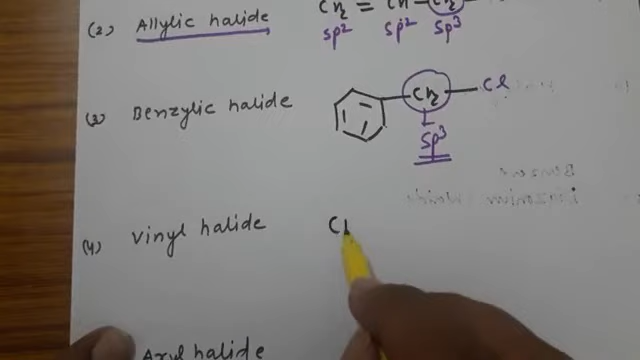 (2) Allylic halide CH2 = CH - CH2 -
sp2 sp2 sp3
(3) Benzylic halide CH2 - Cl
sp3
(4) Vinyl halide CH
Aryl halide